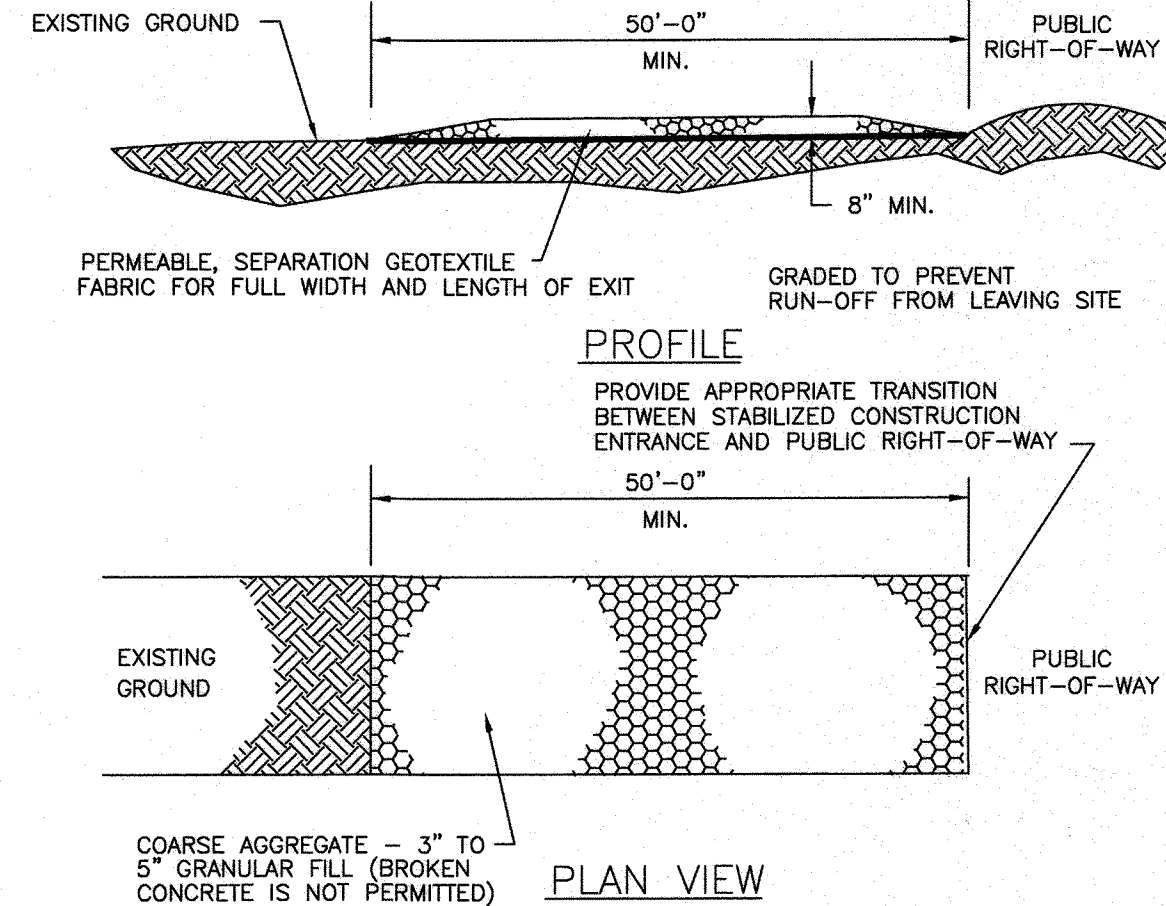 EXISTING GROUND
50'-0"
MIN.
PUBLIC
RIGHT-OF-WAY
8" MIN.
PERMEABLE, SEPARATION GEOTEXTILE
FABRIC FOR FULL WIDTH AND LENGTH OF EXIT
GRADED TO PREVENT
RUN-OFF FROM LEAVING SITE
PROFILE
PROVIDE APPROPRIATE TRANSITION
BETWEEN STABILIZED CONSTRUCTION
ENTRANCE AND PUBLIC RIGHT-OF-WAY
50'-0"
MIN.
EXISTING
GROUND
PUBLIC
RIGHT-OF-WAY
COARSE AGGREGATE - 3" TO
5" GRANULAR FILL (BROKEN
CONCRETE IS NOT PERMITTED)
PLAN VIEW